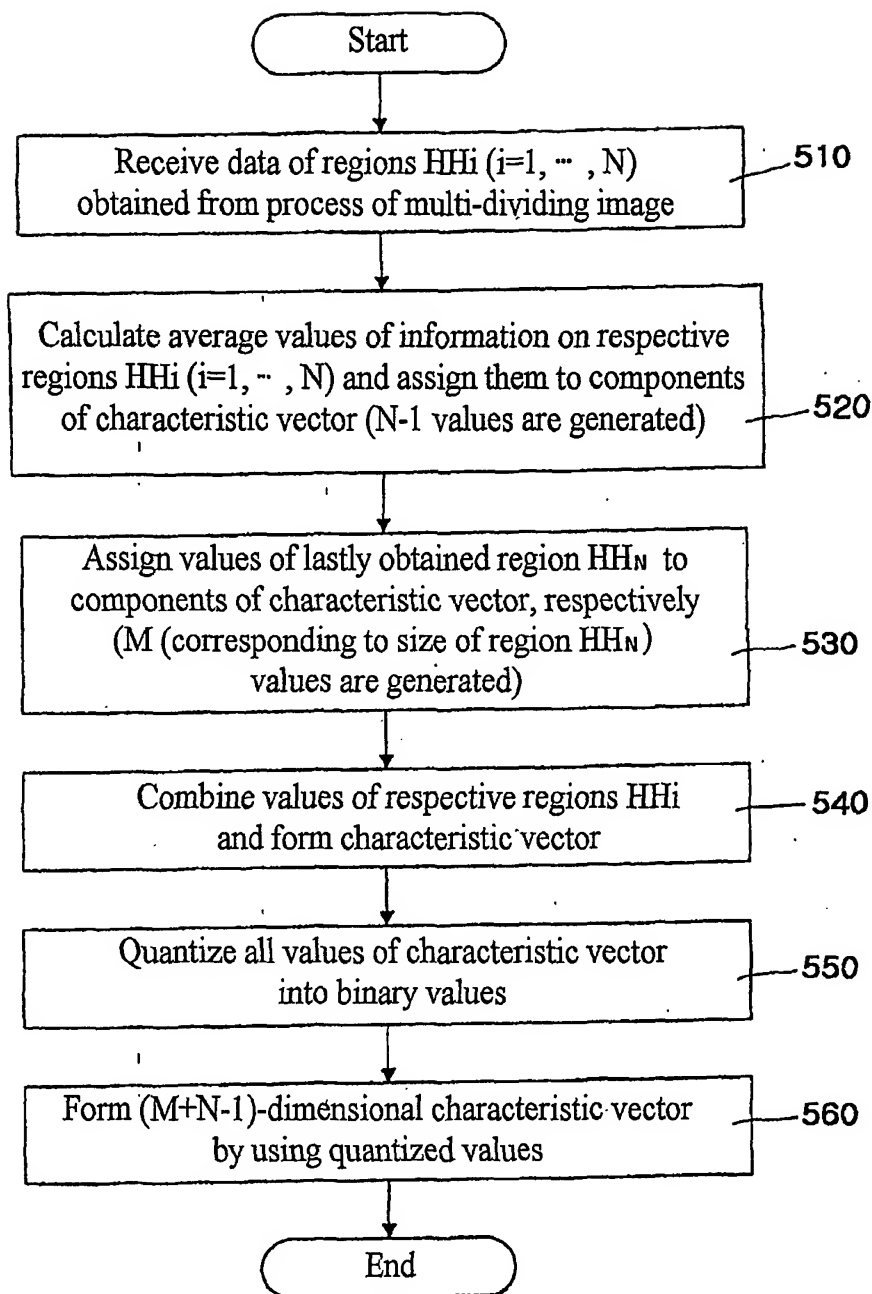 Start
Receive data of regions HHi (i=1, ··· , N)
obtained from process of multi-dividing image
510
Calculate average values of information on respective
regions HHi (i=1, ·· , N) and assign them to components
of characteristic vector (N-1 values are generated)
520
Assign values of lastly obtained region HHN to
components of characteristic vector, respectively
(M (corresponding to size of region HHN)
values are generated)
530
Combine values of respective regions HHi
and form characteristic vector
540
Quantize all values of characteristic vector
into binary values
550
Form (M+N-1)-dimensional characteristic vector
by using quantized values
560
End